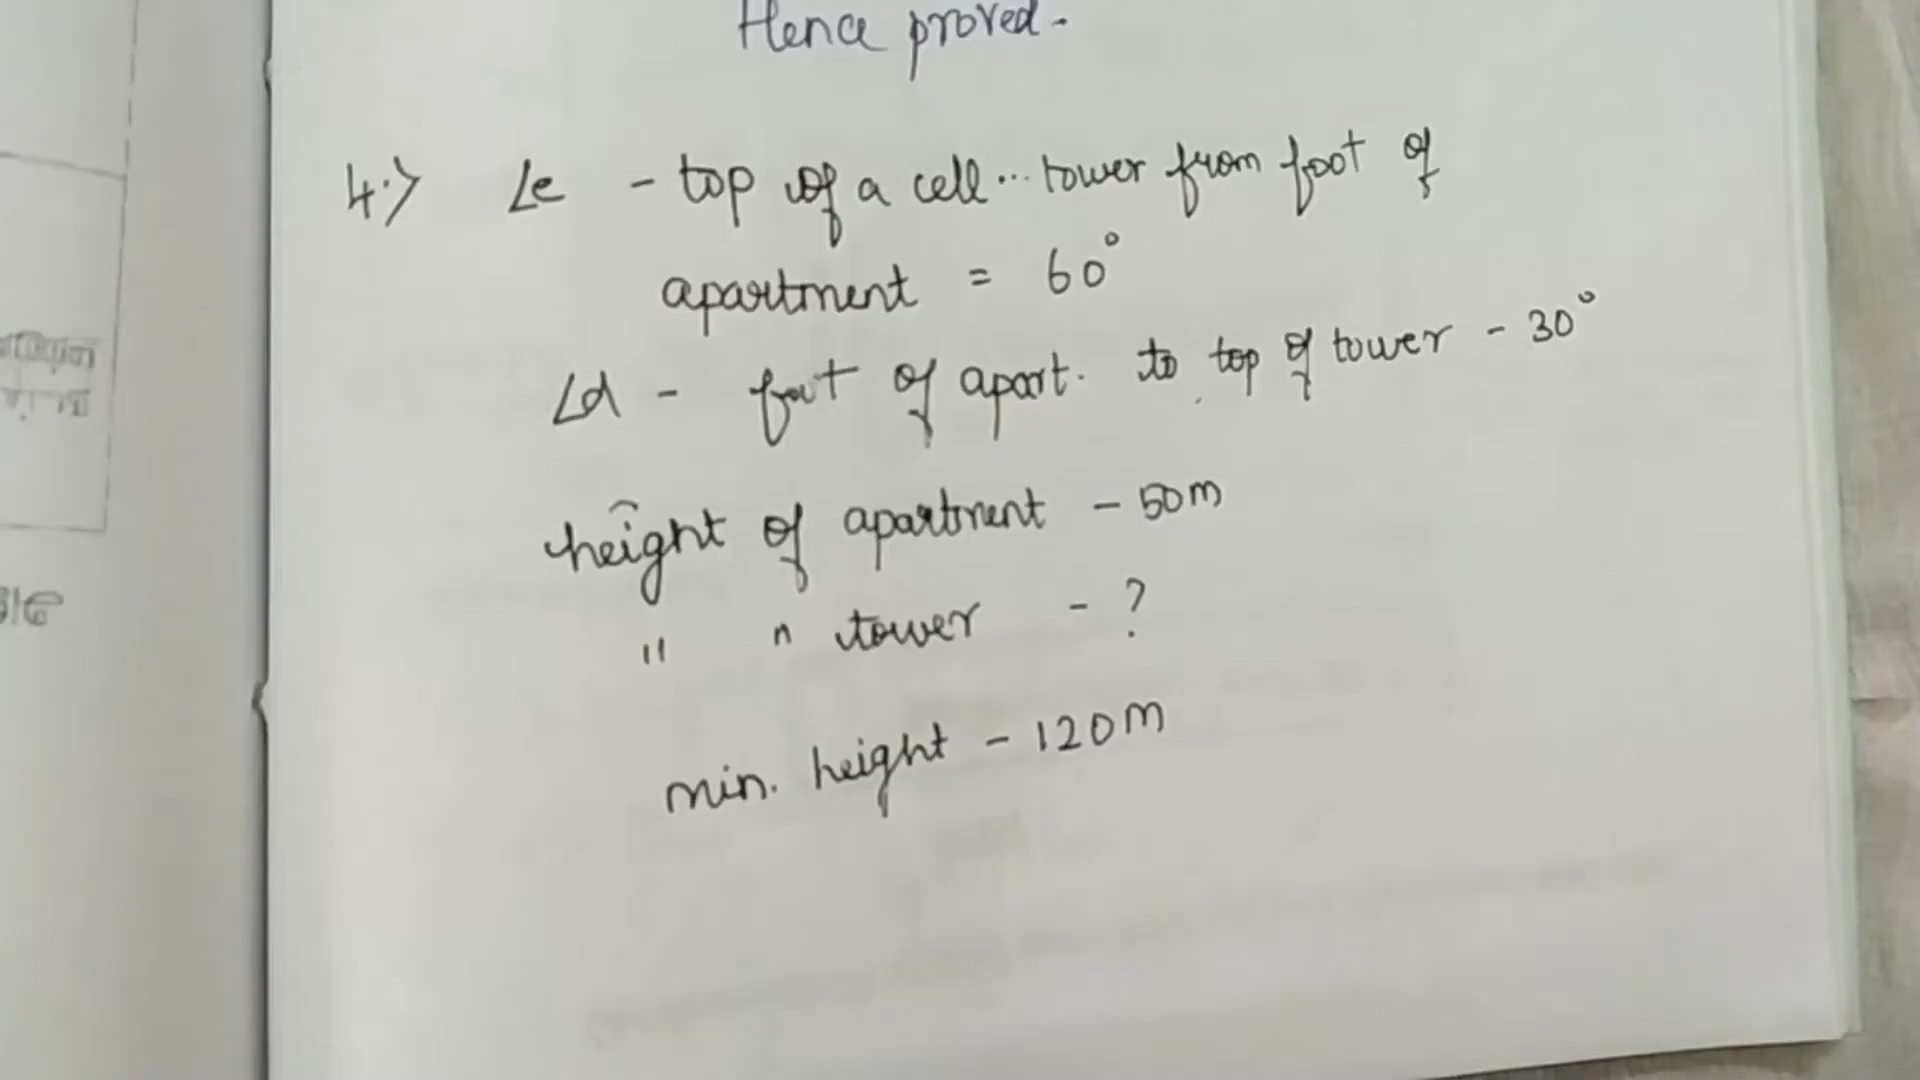 Hence proved.
4.) ∠e - top of a cell... tower from foot of
apartment = 60°
∠d - foot of apart. to top of tower - 30°
height of apartment - 50m
" " tower - ?
min. height - 120m